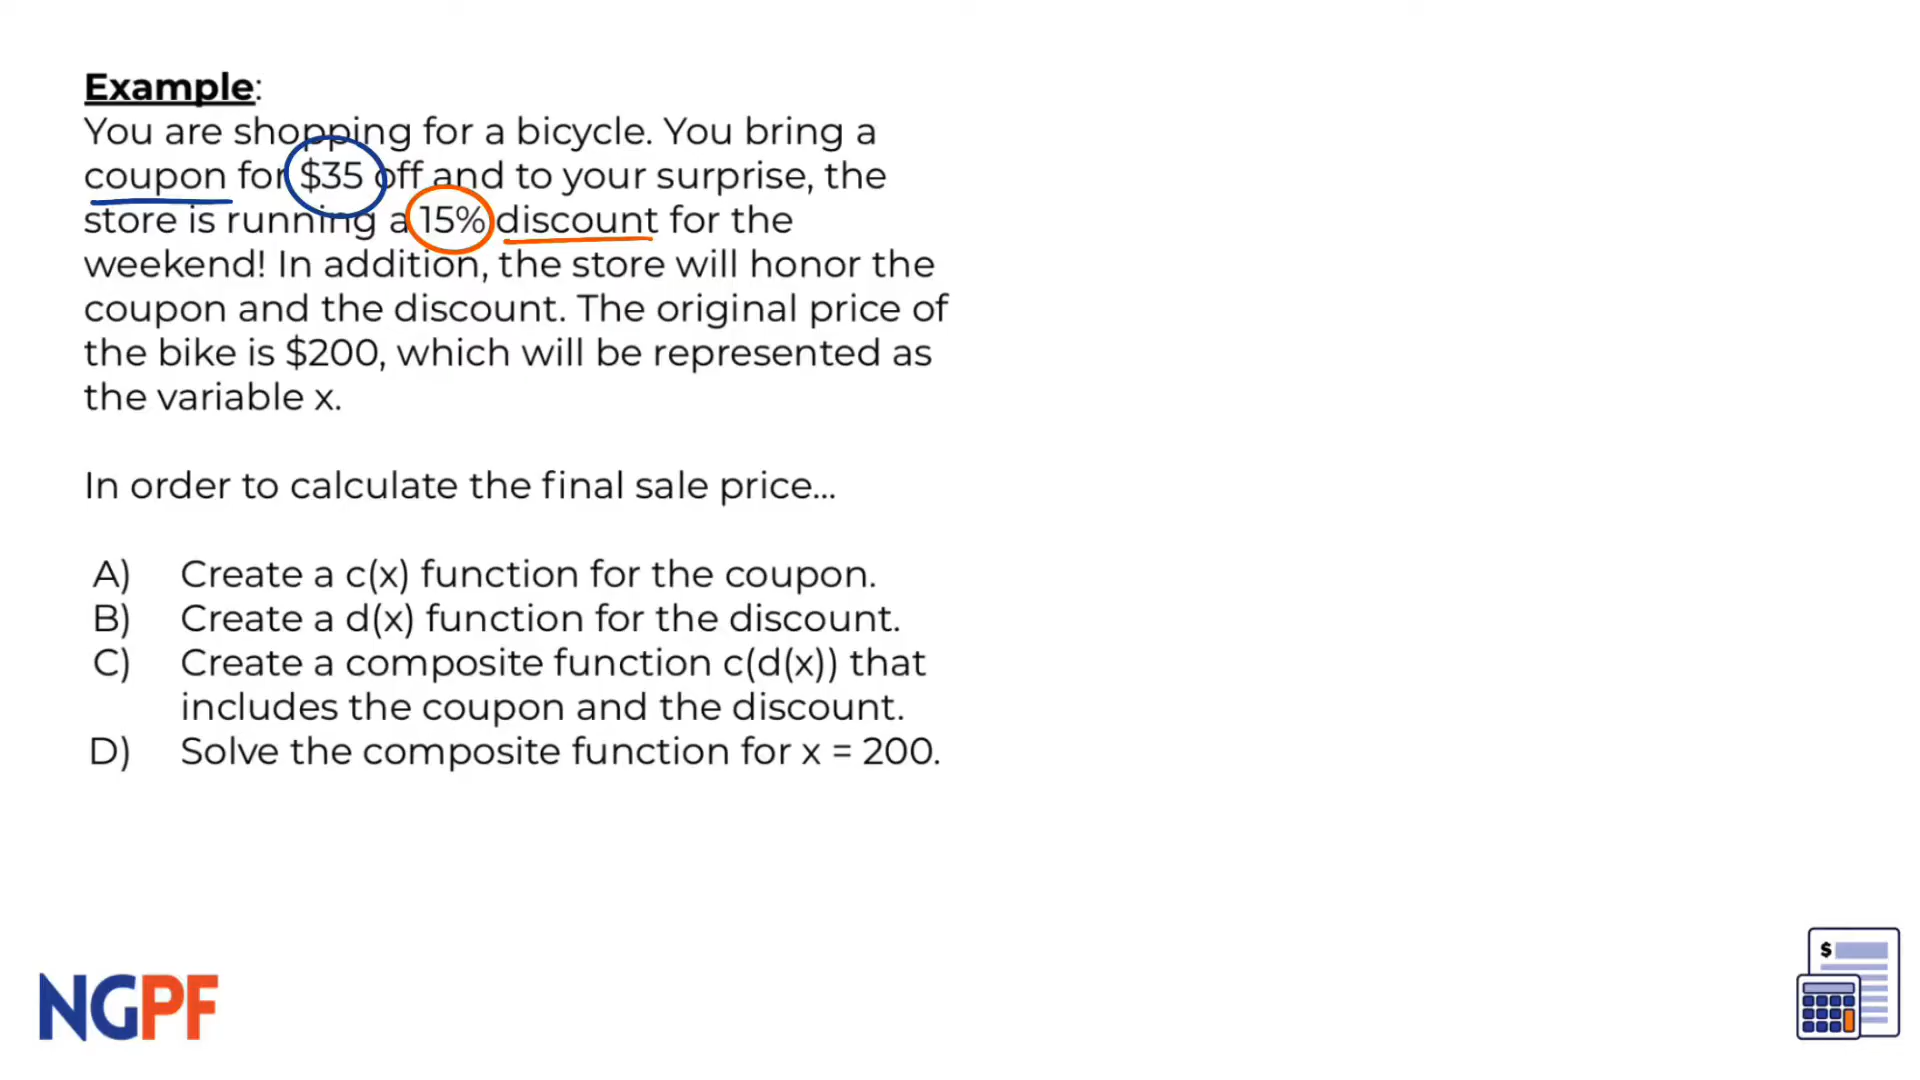 Example:
You are shopping for a bicycle. You bring a
coupon for $35 off and to your surprise, the
store is running a 15% discount for the
weekend! In addition, the store will honor the
coupon and the discount. The original price of
the bike is $200, which will be represented as
the variable x.
In order to calculate the final sale price...
A) Create a c(x) function for the coupon.
B) Create a d(x) function for the discount.
C) Create a composite function c(d(x)) that
includes the coupon and the discount.
D) Solve the composite function for x = 200.
NGPF
$